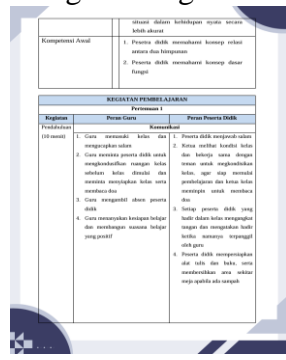 situasi dalam kehidupan nyata secara
lebih akurat
Kompetensi Awal
1. Peserta didik memahami konsep relasi
antara dua himpunan
2. Peserta didik memahami konsep dasar
fungsi
KEGIATAN PEMBELAJARAN
Pertemuan 1
Kegiatan
Peran Guru
Peran Peserta Didik
Pendahuluan
(10 menit)
Komunikasi
1. Guru memasuki kelas dan
mengucapkan salam
2. Guru meminta peserta didik untuk
mengkondusifkan ruangan kelas
sebelum kelas dimulai dan
meminta menyiapkan kelas serta
membaca doa
3. Guru mengambil absen peserta
didik
4. Guru menanyakan kesiapan belajar
dan membangun suasana belajar
yang positif
1. Peserta didik menjawab salam
2. Ketua melihat kondisi kelas
dan bekerja sama dengan
teman untuk mengkondisikan
kelas, agar siap memulai
pembelajaran dan ketua kelas
memimpin untuk membaca
doa
3. Setiap peserta didik yang
hadir dalam kelas mengangkat
tangan dan mengatakan hadir
ketika namanya terpanggil
oleh guru
4. Peserta didik mempersiapkan
alat tulis dan buku, serta
membersihkan area sekitar
meja apabila ada sampah